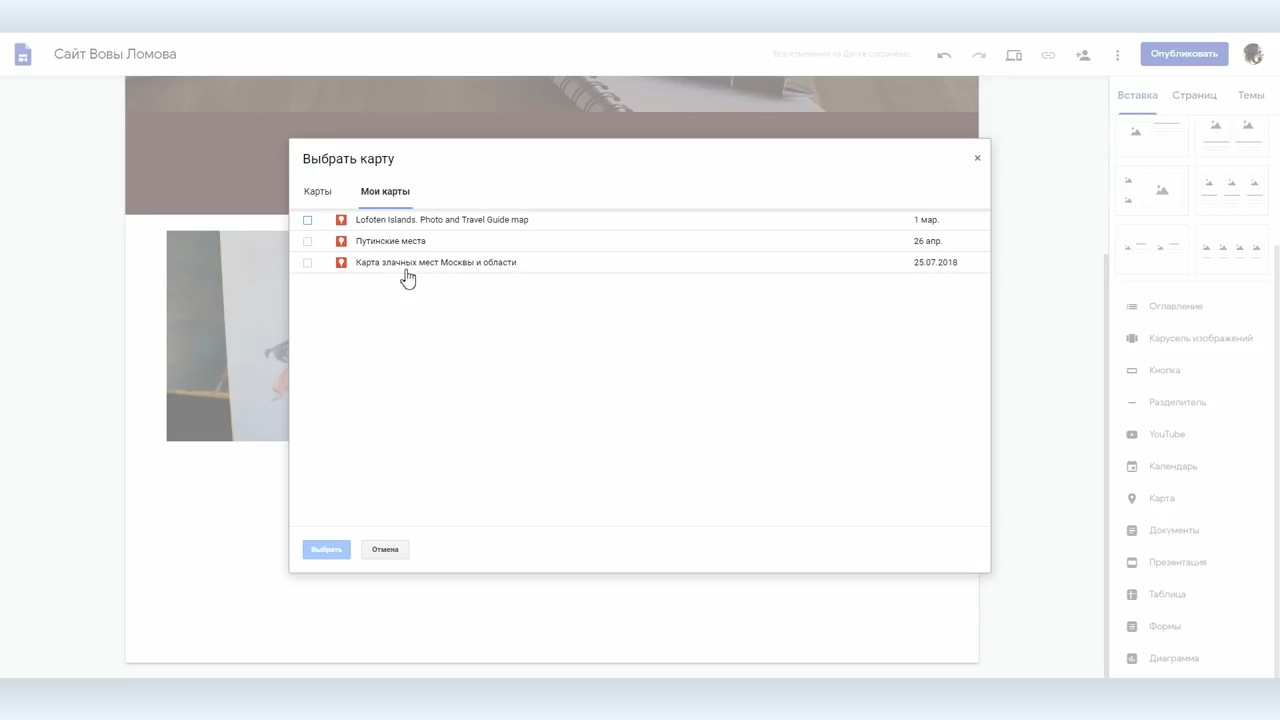 Сайт Вовы Ломова
Все изменения на Диске сохранены.
Опубликовать
Вставка
Страниц
Темы
Выбрать карту
×
Карты
Мои карты
Lofoten Islands. Photo and Travel Guide map
1 мар.
Путинские места
26 апр.
Карта злачных мест Москвы и области
25.07.2018
Выбрать
Отмена
Оглавление
Карусель изображений
Кнопка
Разделитель
YouTube
Календарь
Карта
Документы
Презентация
Таблица
Формы
Диаграмма